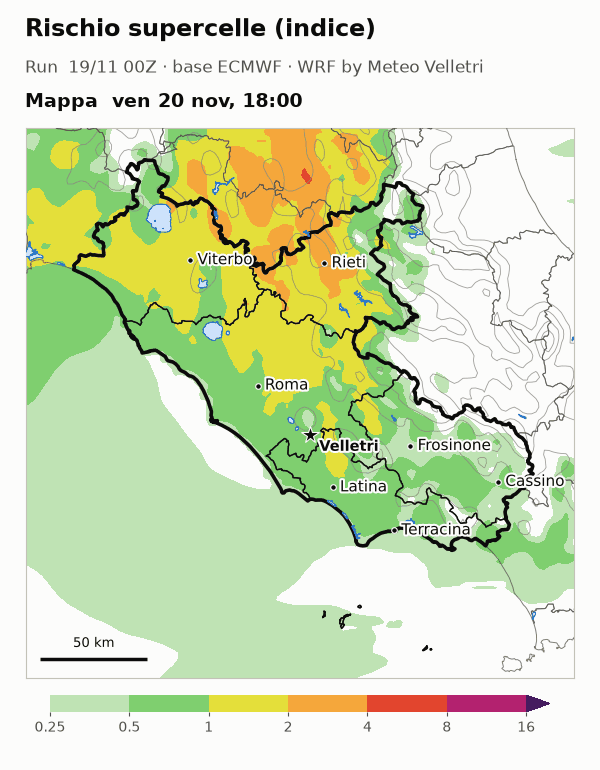 Rischio supercelle (indice)
Run  19/11 00Z · base ECMWF · WRF by Meteo Velletri
Mappa  ven 20 nov, 18:00
Viterbo
Rieti
Roma
Velletri
Frosinone
Latina
Cassino
Terracina
50 km
0.25 0.5 1 2 4 8 16